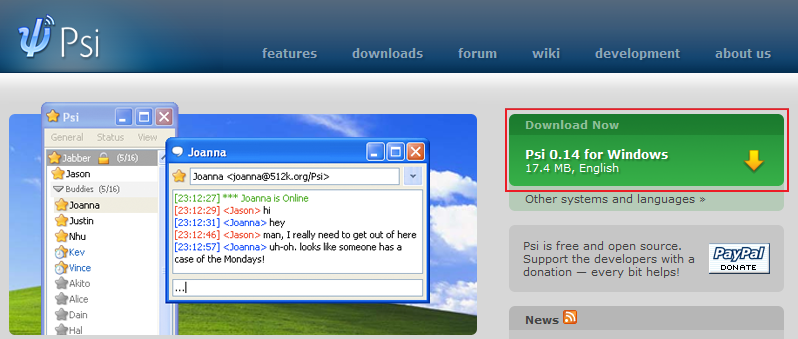 Psi
features downloads forum wiki development about us
Psi
General Status View
Jabber (5/16)
Jason
Buddies (5/16)
Joanna
Justin
Nhu
Kev
Vince
Akito
Alice
Dain
Hal
Joanna
Joanna <joanna@512k.org/Psi>
[23:12:27] *** Joanna is Online
[23:12:29] <Jason> hi
[23:12:31] <Joanna> hey
[23:12:46] <Jason> man, I really need to get out of here
[23:12:57] <Joanna> uh-oh. looks like someone has a
case of the Mondays!
...
Download Now
Psi 0.14 for Windows
17.4 MB, English
Other systems and languages »
Psi is free and open source.
Support the developers with a
donation — every bit helps!
PayPal
DONATE
News